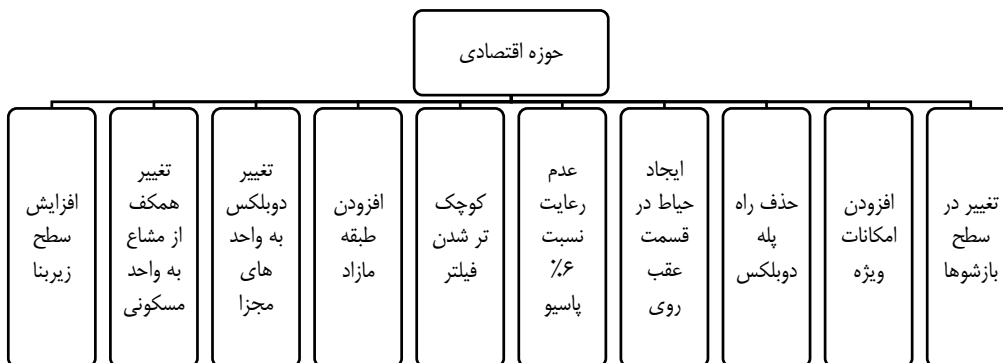 حوزه اقتصادی
تغییر در
سطح
بازشوها
افزودن
امکانات
ویژه
حذف راه
پله
دوبلکس
ایجاد
حیاط در
قسمت
عقب
روی
عدم
رعایت
نسبت
۶٪
پاسیو
کوچک
تر شدن
فیلتر
افزودن
طبقه
مازاد
تغییر
دوبلکس
به واحد
های
مجزا
تغییر
همکف
از مشاع
به واحد
مسکونی
افزایش
سطح
زیربنا